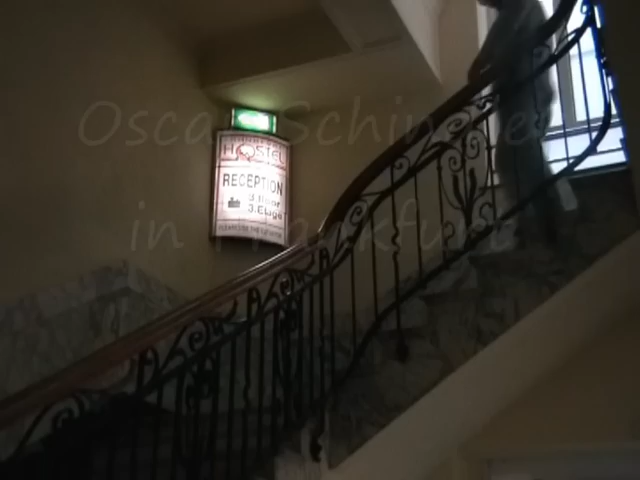 Oscar Schindler
in Frankfurt
HOSTEL
RECEPTION
3.floor
3.Etage